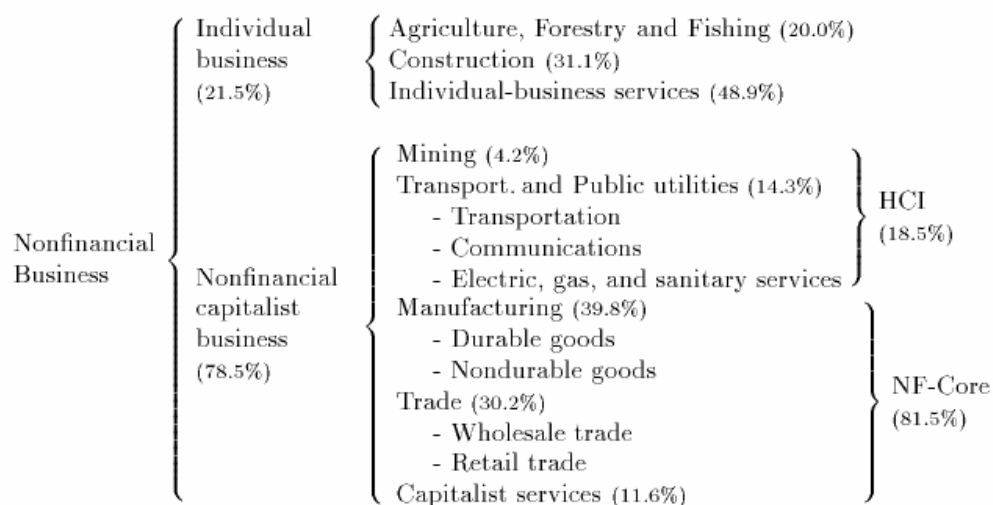 Individual
business
(21.5%)
Agriculture, Forestry and Fishing (20.0%)
Construction (31.1%)
Individual-business services (48.9%)
Nonfinancial
Business
Nonfinancial
capitalist
business
(78.5%)
Mining (4.2%)
Transport. and Public utilities (14.3%)
- Transportation
- Communications
- Electric, gas, and sanitary services
HCI
(18.5%)
Manufacturing (39.8%)
- Durable goods
- Nondurable goods
Trade (30.2%)
- Wholesale trade
- Retail trade
Capitalist services (11.6%)
NF-Core
(81.5%)